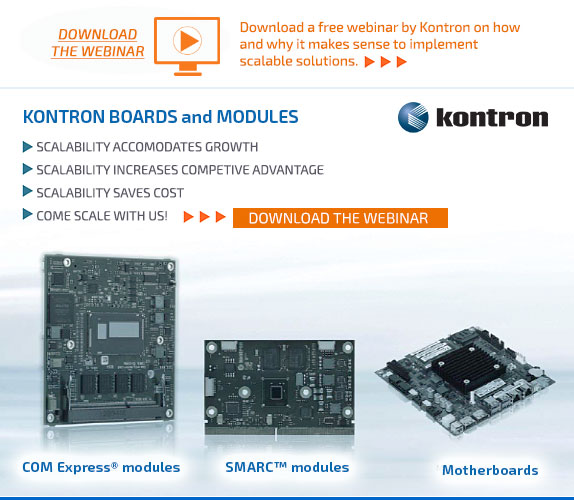 DOWNLOAD
THE WEBINAR
Download a free webinar by Kontron on how
and why it makes sense to implement
scalable solutions.
KONTRON BOARDS and MODULES
kontron
SCALABILITY ACCOMODATES GROWTH
SCALABILITY INCREASES COMPETIVE ADVANTAGE
SCALABILITY SAVES COST
COME SCALE WITH US!
DOWNLOAD THE WEBINAR
COM Express® modules
SMARC™ modules
Motherboards